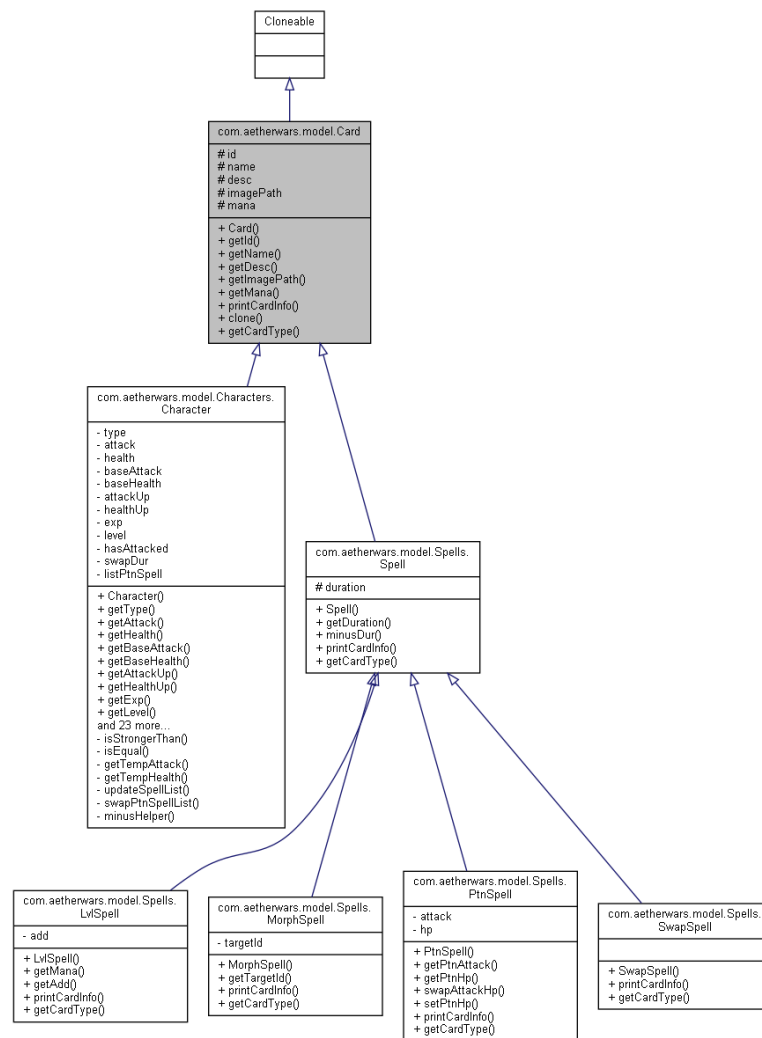 Cloneable
com.aetherwars.model.Card
# id
# name
# desc
# imagePath
# mana
+ Card()
+ getId()
+ getName()
+ getDesc()
+ getImagePath()
+ getMana()
+ printCardInfo()
+ clone()
+ getCardType()
com.aetherwars.model.Characters.
Character
- type
- attack
- health
- baseAttack
- baseHealth
- attackUp
- healthUp
- exp
- level
- hasAttacked
- swapDur
- listPtnSpell
+ Character()
+ getType()
+ getAttack()
+ getHealth()
+ getBaseAttack()
+ getBaseHealth()
+ getAttackUp()
+ getHealthUp()
+ getExp()
+ getLevel()
and 23 more...
- isStrongerThan()
- isEqual()
- getTempAttack()
- getTempHealth()
- updateSpellList()
- swapPtnSpellList()
- minusHelper()
com.aetherwars.model.Spells.
Spell
# duration
+ Spell()
+ getDuration()
+ minusDur()
+ printCardInfo()
+ getCardType()
com.aetherwars.model.Spells.
LvlSpell
- add
+ LvlSpell()
+ getMana()
+ getAdd()
+ printCardInfo()
+ getCardType()
com.aetherwars.model.Spells.
MorphSpell
- targetId
+ MorphSpell()
+ getTargetId()
+ printCardInfo()
+ getCardType()
com.aetherwars.model.Spells.
PtnSpell
- attack
- hp
+ PtnSpell()
+ getPtnAttack()
+ getPtnHp()
+ swapAttackHp()
+ setPtnHp()
+ printCardInfo()
+ getCardType()
com.aetherwars.model.Spells.
SwapSpell
+ SwapSpell()
+ printCardInfo()
+ getCardType()